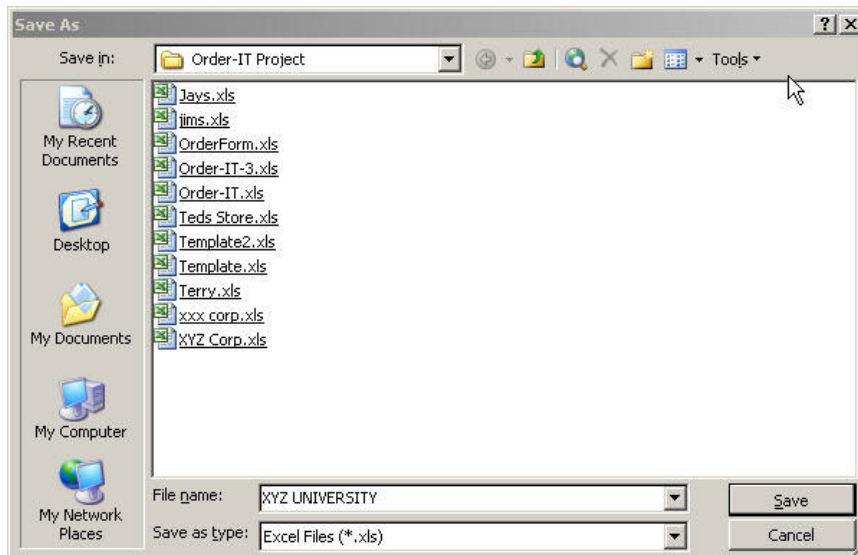 Save As
Save in:
Order-IT Project
Tools
My Recent
Documents
Desktop
My Documents
My Computer
My Network
Places
Jays.xls
jims.xls
OrderForm.xls
Order-IT-3.xls
Order-IT.xls
Teds Store.xls
Template2.xls
Template.xls
Terry.xls
xxx corp.xls
XYZ Corp.xls
File name:
XYZ UNIVERSITY
Save
Save as type:
Excel Files (*.xls)
Cancel